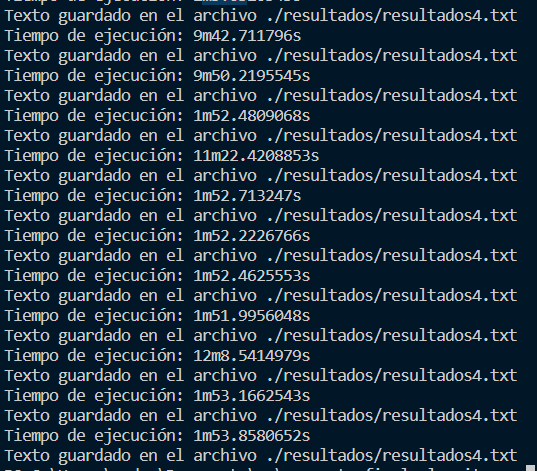 Tiempo de ejecución:
Texto guardado en el archivo ./resultados/resultados4.txt
Tiempo de ejecución: 9m42.711796s
Texto guardado en el archivo ./resultados/resultados4.txt
Tiempo de ejecución: 9m50.2195545s
Texto guardado en el archivo ./resultados/resultados4.txt
Tiempo de ejecución: 1m52.4809068s
Texto guardado en el archivo ./resultados/resultados4.txt
Tiempo de ejecución: 11m22.4208853s
Texto guardado en el archivo ./resultados/resultados4.txt
Tiempo de ejecución: 1m52.713247s
Texto guardado en el archivo ./resultados/resultados4.txt
Tiempo de ejecución: 1m52.2226766s
Texto guardado en el archivo ./resultados/resultados4.txt
Tiempo de ejecución: 1m52.4625553s
Texto guardado en el archivo ./resultados/resultados4.txt
Tiempo de ejecución: 1m51.9956048s
Texto guardado en el archivo ./resultados/resultados4.txt
Tiempo de ejecución: 12m8.5414979s
Texto guardado en el archivo ./resultados/resultados4.txt
Tiempo de ejecución: 1m53.1662543s
Texto guardado en el archivo ./resultados/resultados4.txt
Tiempo de ejecución: 1m53.8580652s
Texto guardado en el archivo ./resultados/resultados4.txt